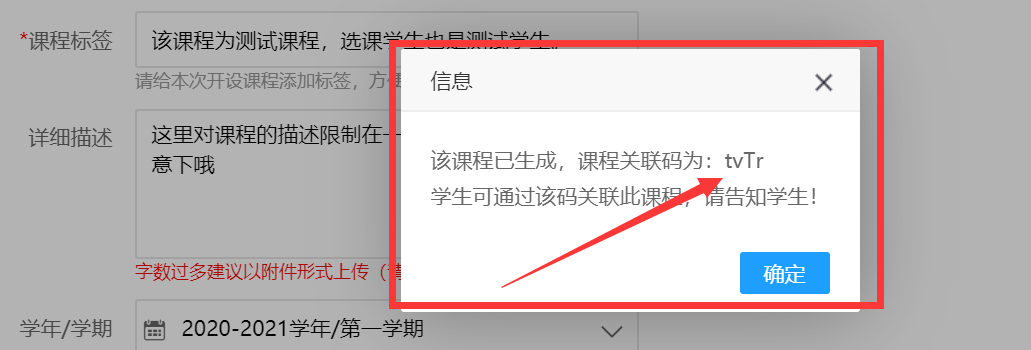 *课程标签
该课程为测试课程，选课学生也是测试学生。
请给本次开设课程添加标签，方便
信息
详细描述
这里对课程的描述限制在一
意下哦
该课程已生成，课程关联码为：tvTr
学生可通过该码关联此课程，请告知学生！
确定
字数过多建议以附件形式上传（
学年/学期
2020-2021学年/第一学期